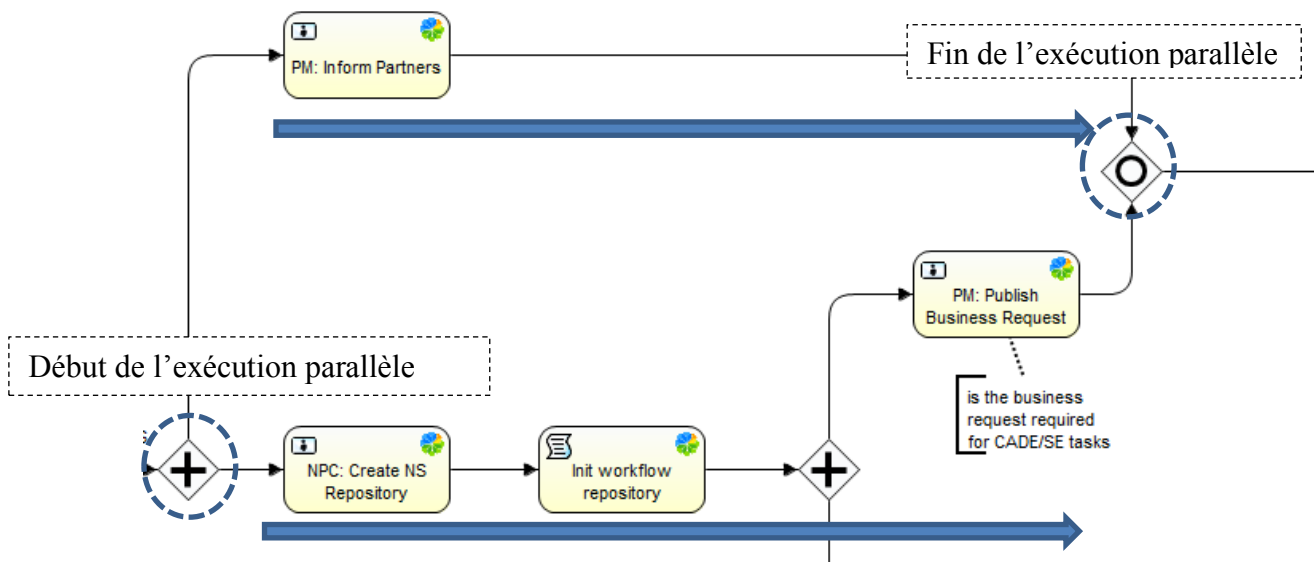 PM: Inform Partners
Fin de l’exécution parallèle
PM: Publish
Business Request
Début de l’exécution parallèle
is the business
request required
for CADE/SE tasks
NPC: Create NS
Repository
Init workflow
repository